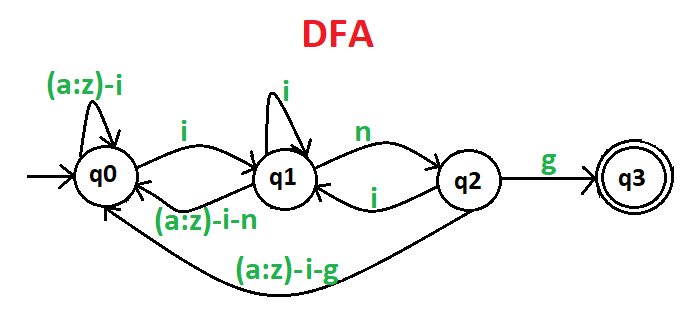 DFA
(a:z)-i
i
i
n
g
q0
q1
q2
q3
(a:z)-i-n
i
(a:z)-i-g